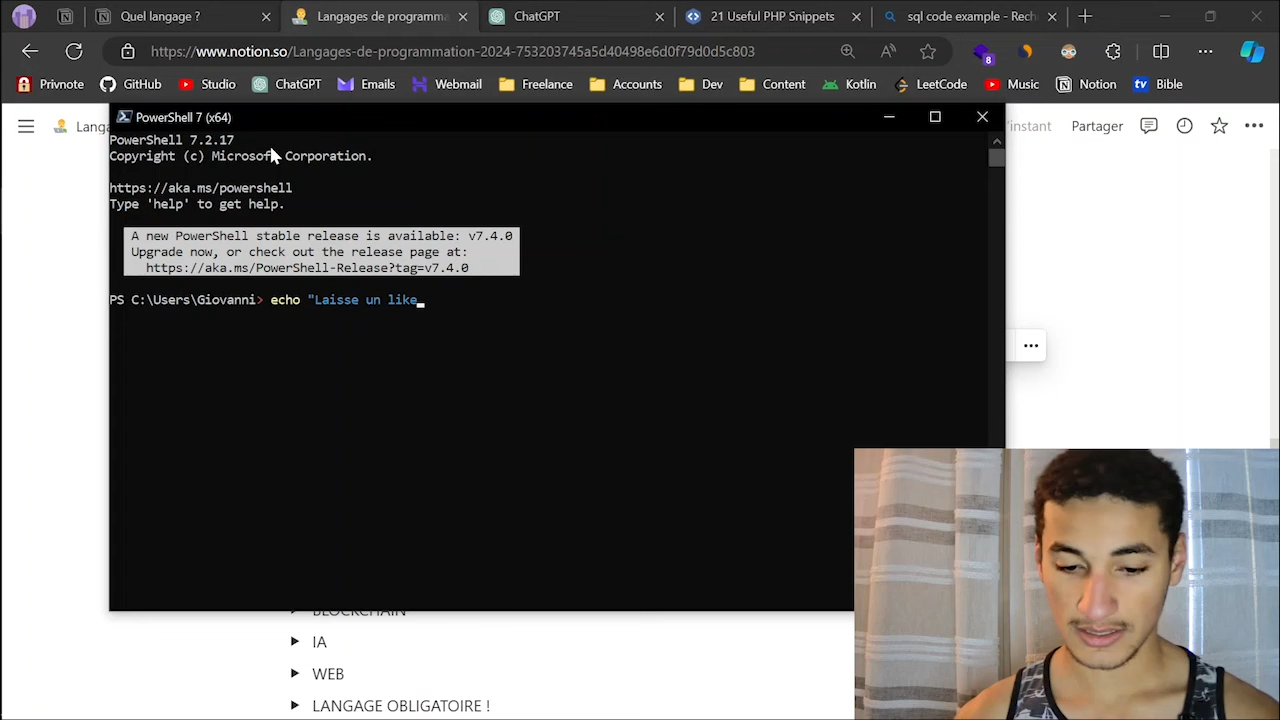 Quel langage ?
Langages de programma
ChatGPT
21 Useful PHP Snippets
sql code example - Rech
https://www.notion.so/Langages-de-programmation-2024-753203745a5d40498e6d0f79d0d5c803
8
Privnote
GitHub
Studio
ChatGPT
Emails
Webmail
Freelance
Accounts
Dev
Content
Kotlin
LeetCode
Music
Notion
tv
Bible
Langa
PowerShell 7 (x64)
'instant
Partager
PowerShell 7.2.17
Copyright (c) Microsoft Corporation.
https://aka.ms/powershell
Type 'help' to get help.
A new PowerShell stable release is available: v7.4.0
Upgrade now, or check out the release page at:
https://aka.ms/PowerShell-Release?tag=v7.4.0
PS C:\Users\Giovanni> echo "Laisse un like
BLOCKCHAIN
IA
WEB
LANGAGE OBLIGATOIRE !